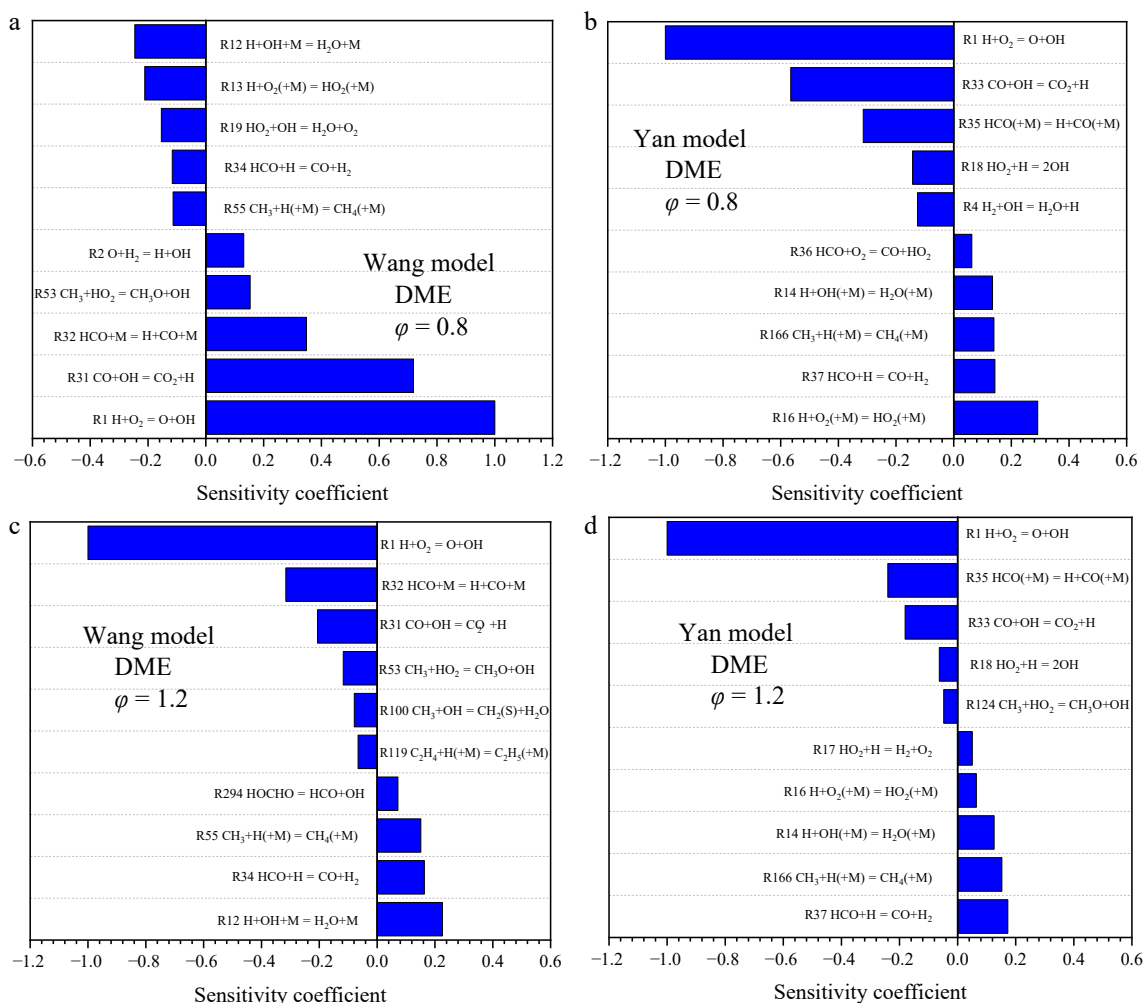 a
R12 H+OH+M = H₂O+M
R13 H+O₂(+M) = HO₂(+M)
R19 HO₂+OH = H₂O+O₂
R34 HCO+H = CO+H₂
R55 CH₃+H(+M) = CH₄(+M)
R2 O+H₂ = H+OH
R53 CH₃+HO₂ = CH₃O+OH
R32 HCO+M = H+CO+M
R31 CO+OH = CO₂+H
R1 H+O₂ = O+OH
Wang model
DME
φ = 0.8
−0.6 −0.4 −0.2 0.0 0.2 0.4 0.6 0.8 1.0 1.2
Sensitivity coefficient
b
R1 H+O₂ = O+OH
R33 CO+OH = CO₂+H
R35 HCO(+M) = H+CO(+M)
R18 HO₂+H = 2OH
R4 H₂+OH = H₂O+H
R36 HCO+O₂ = CO+HO₂
R14 H+OH(+M) = H₂O(+M)
R166 CH₃+H(+M) = CH₄(+M)
R37 HCO+H = CO+H₂
R16 H+O₂(+M) = HO₂(+M)
Yan model
DME
φ = 0.8
−1.2 −1.0 −0.8 −0.6 −0.4 −0.2 0.0 0.2 0.4 0.6
Sensitivity coefficient
c
R1 H+O₂ = O+OH
R32 HCO+M = H+CO+M
R31 CO+OH = CO₂ +H
R53 CH₃+HO₂ = CH₃O+OH
R100 CH₃+OH = CH₂(S)+H₂O
R119 C₂H₄+H(+M) = C₂H₅(+M)
R294 HOCHO = HCO+OH
R55 CH₃+H(+M) = CH₄(+M)
R34 HCO+H = CO+H₂
R12 H+OH+M = H₂O+M
Wang model
DME
φ = 1.2
−1.2 −1.0 −0.8 −0.6 −0.4 −0.2 0.0 0.2 0.4 0.6
Sensitivity coefficient
d
R1 H+O₂ = O+OH
R35 HCO(+M) = H+CO(+M)
R33 CO+OH = CO₂+H
R18 HO₂+H = 2OH
R124 CH₃+HO₂ = CH₃O+OH
R17 HO₂+H = H₂+O₂
R16 H+O₂(+M) = HO₂(+M)
R14 H+OH(+M) = H₂O(+M)
R166 CH₃+H(+M) = CH₄(+M)
R37 HCO+H = CO+H₂
Yan model
DME
φ = 1.2
−1.2 −1.0 −0.8 −0.6 −0.4 −0.2 0.0 0.2 0.4 0.6
Sensitivity coefficient